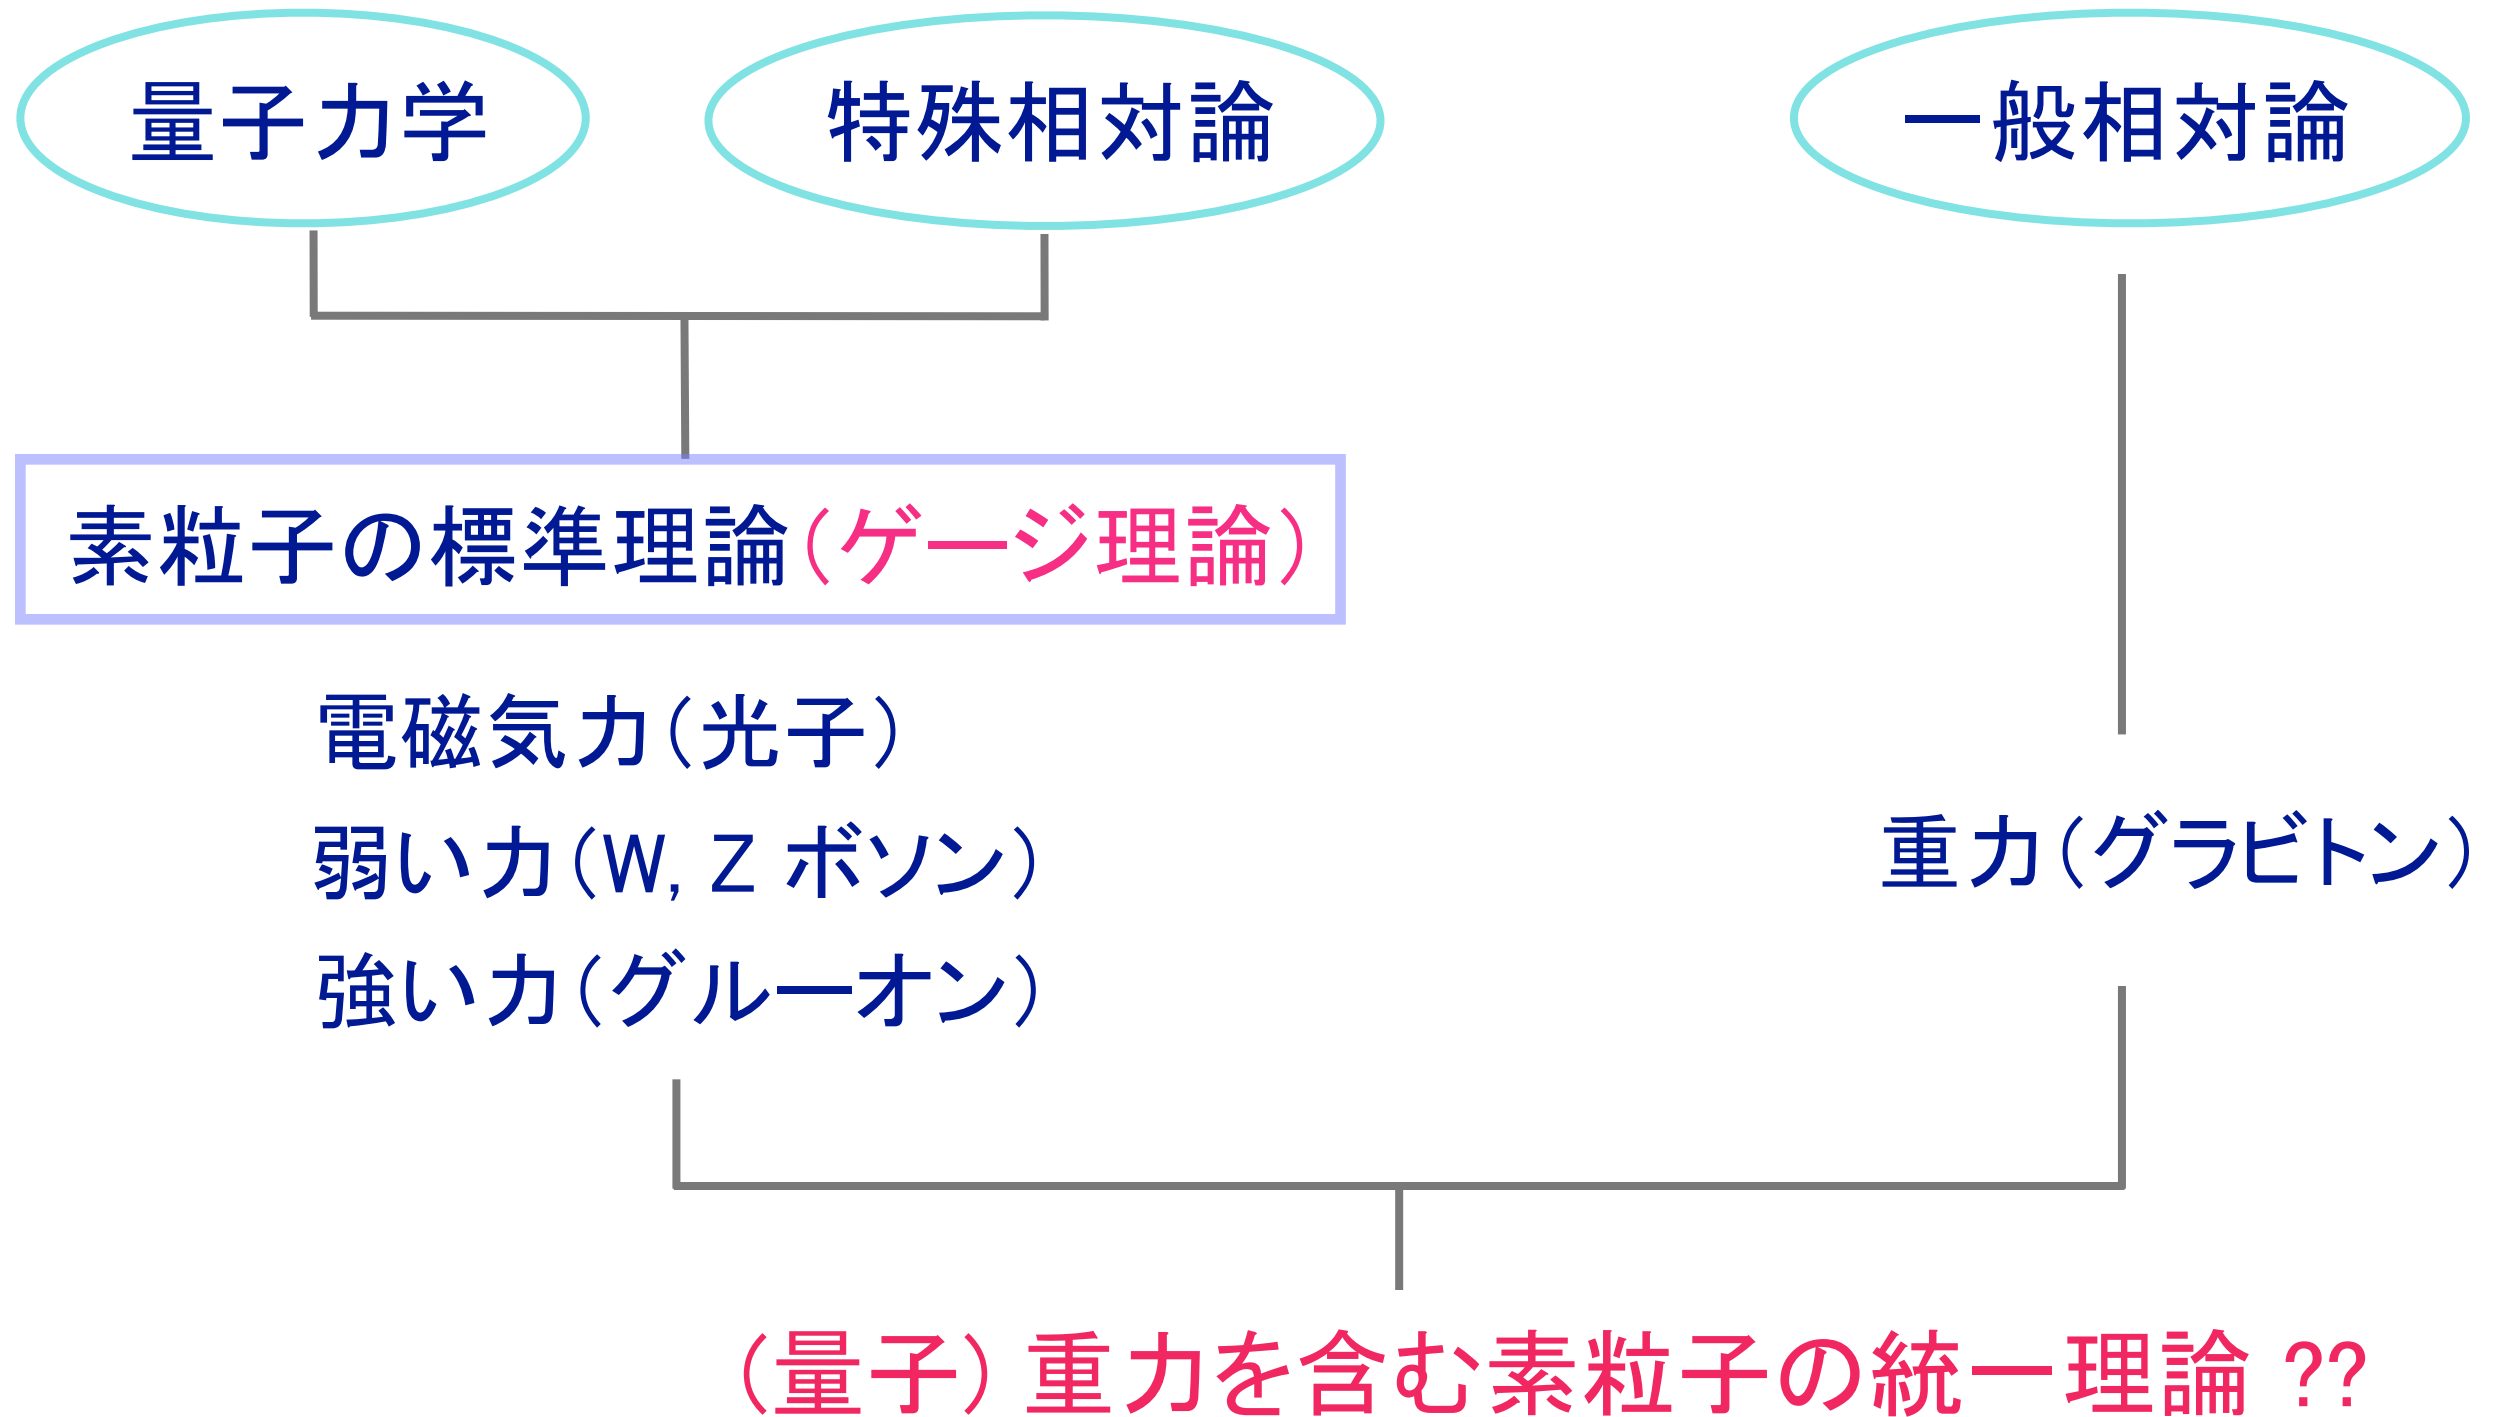 量子力学
特殊相対論
一般相対論
素粒子の標準理論(ゲージ理論)
電磁気力(光子)
弱い力(W, Z ボソン)
強い力(グルーオン)
重力(グラビトン)
(量子)重力を含む素粒子の統一理論??